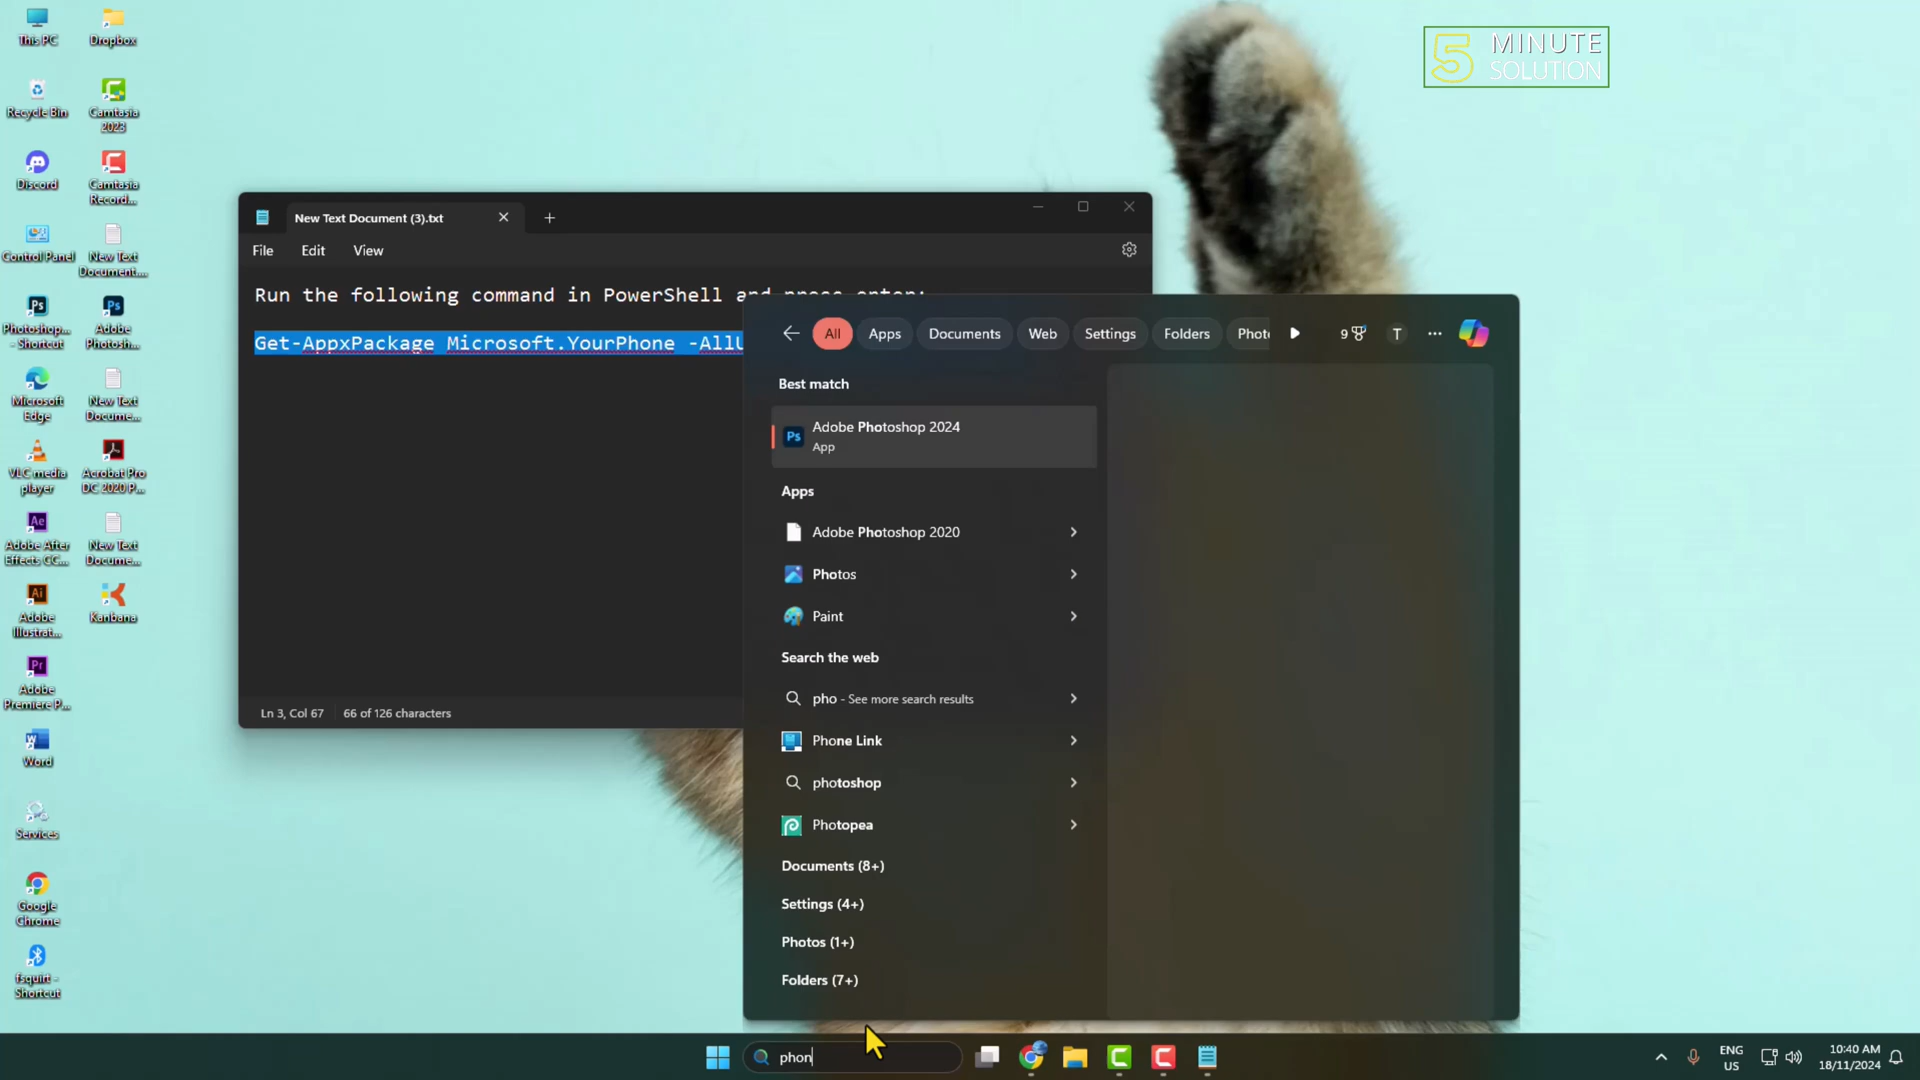 This PC
Dropbox
Recycle Bin
Camtasia
2023
Discord
Camtasia
Record...
Control Panel
New Text
Document....
Photoshop...
- Shortcut
Adobe
Photosh...
Microsoft
Edge
New Text
Docume...
VLC media
player
Acrobat Pro
DC 2020 P...
Adobe After
Effects CC...
New Text
Docume...
Adobe
Illustrat...
Kanbana
Adobe
Premiere P...
Word
Services
Google
Chrome
fsquirt -
Shortcut
5 MINUTE
SOLUTION
New Text Document (3).txt
File Edit View
Run the following command in PowerShell and press enter:
Get-AppxPackage Microsoft.YourPhone -AllU
Ln 3, Col 67 66 of 126 characters
All Apps Documents Web Settings Folders Phot 9 T
Best match
Adobe Photoshop 2024
App
Apps
Adobe Photoshop 2020
Photos
Paint
Search the web
pho - See more search results
Phone Link
photoshop
Photopea
Documents (8+)
Settings (4+)
Photos (1+)
Folders (7+)
phon
ENG
US
10:40 AM
18/11/2024